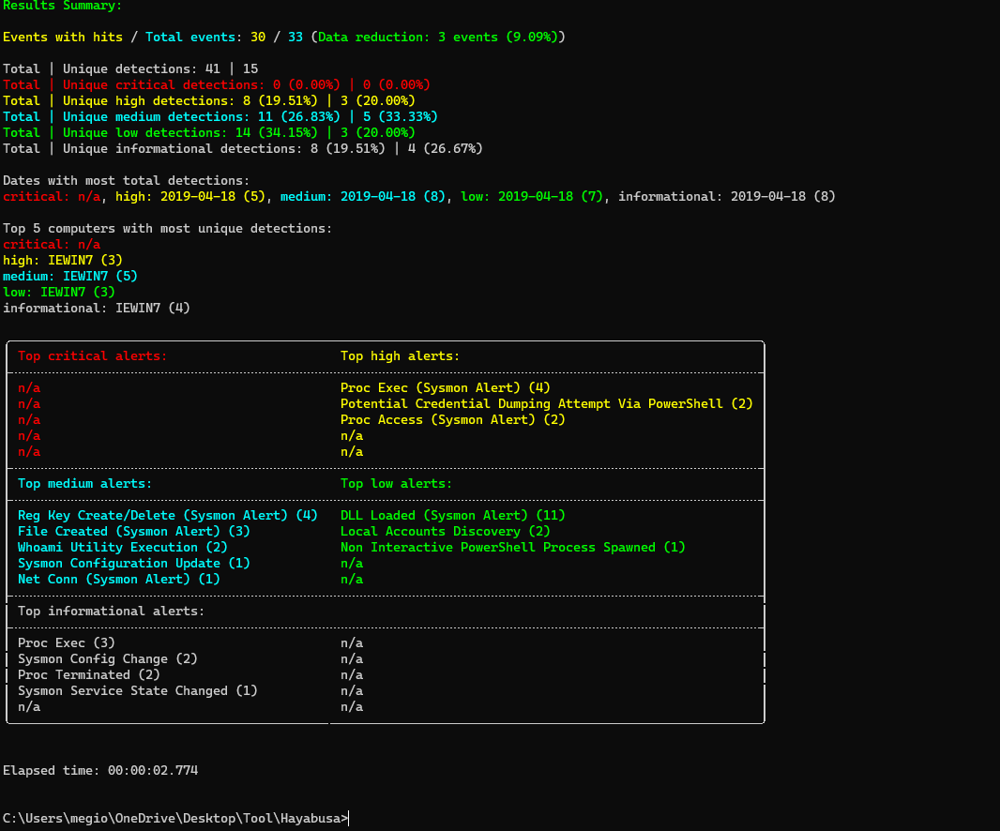 Results Summary:
Events with hits / Total events: 30 / 33 (Data reduction: 3 events (9.09%))
Total | Unique detections: 41 | 15
Total | Unique critical detections: 0 (0.00%) | 0 (0.00%)
Total | Unique high detections: 8 (19.51%) | 3 (20.00%)
Total | Unique medium detections: 11 (26.83%) | 5 (33.33%)
Total | Unique low detections: 14 (34.15%) | 3 (20.00%)
Total | Unique informational detections: 8 (19.51%) | 4 (26.67%)
Dates with most total detections:
critical: n/a, high: 2019-04-18 (5), medium: 2019-04-18 (8), low: 2019-04-18 (7), informational: 2019-04-18 (8)
Top 5 computers with most unique detections:
critical: n/a
high: IEWIN7 (3)
medium: IEWIN7 (5)
low: IEWIN7 (3)
informational: IEWIN7 (4)
Top critical alerts: Top high alerts:
n/a Proc Exec (Sysmon Alert) (4)
n/a Potential Credential Dumping Attempt Via PowerShell (2)
n/a Proc Access (Sysmon Alert) (2)
n/a n/a
n/a n/a
Top medium alerts: Top low alerts:
Reg Key Create/Delete (Sysmon Alert) (4) DLL Loaded (Sysmon Alert) (11)
File Created (Sysmon Alert) (3) Local Accounts Discovery (2)
Whoami Utility Execution (2) Non Interactive PowerShell Process Spawned (1)
Sysmon Configuration Update (1) n/a
Net Conn (Sysmon Alert) (1) n/a
Top informational alerts:
Proc Exec (3) n/a
Sysmon Config Change (2) n/a
Proc Terminated (2) n/a
Sysmon Service State Changed (1) n/a
n/a n/a
Elapsed time: 00:00:02.774
C:\Users\megio\OneDrive\Desktop\Tool\Hayabusa>